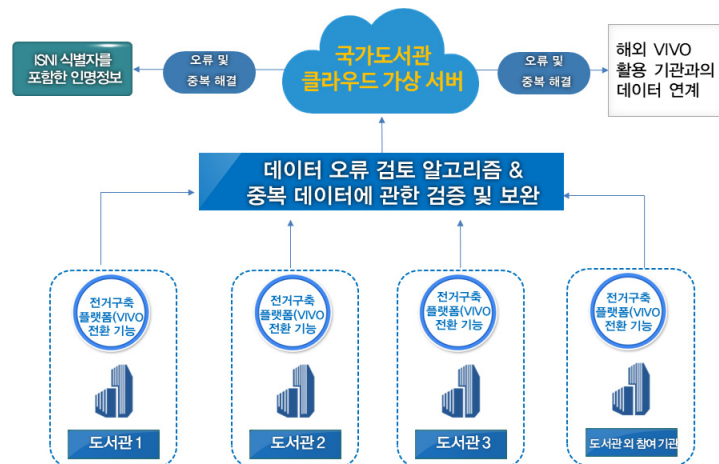 ISNI 식별자를
포함한 인명정보
오류 및
중복 해결
국가도서관
클라우드 가상 서버
오류 및
중복 해결
해외 VIVO
활용 기관과의
데이터 연계
데이터 오류 검토 알고리즘 &
중복 데이터에 관한 검증 및 보완
전거구축
플랫폼(VIVO
전환 기능
전거구축
플랫폼(VIVO
전환 기능
전거구축
플랫폼(VIVO
전환 기능
전거구축
플랫폼(VIVO
전환 기능
도서관 1
도서관 2
도서관 3
도서관 외 참여 기관